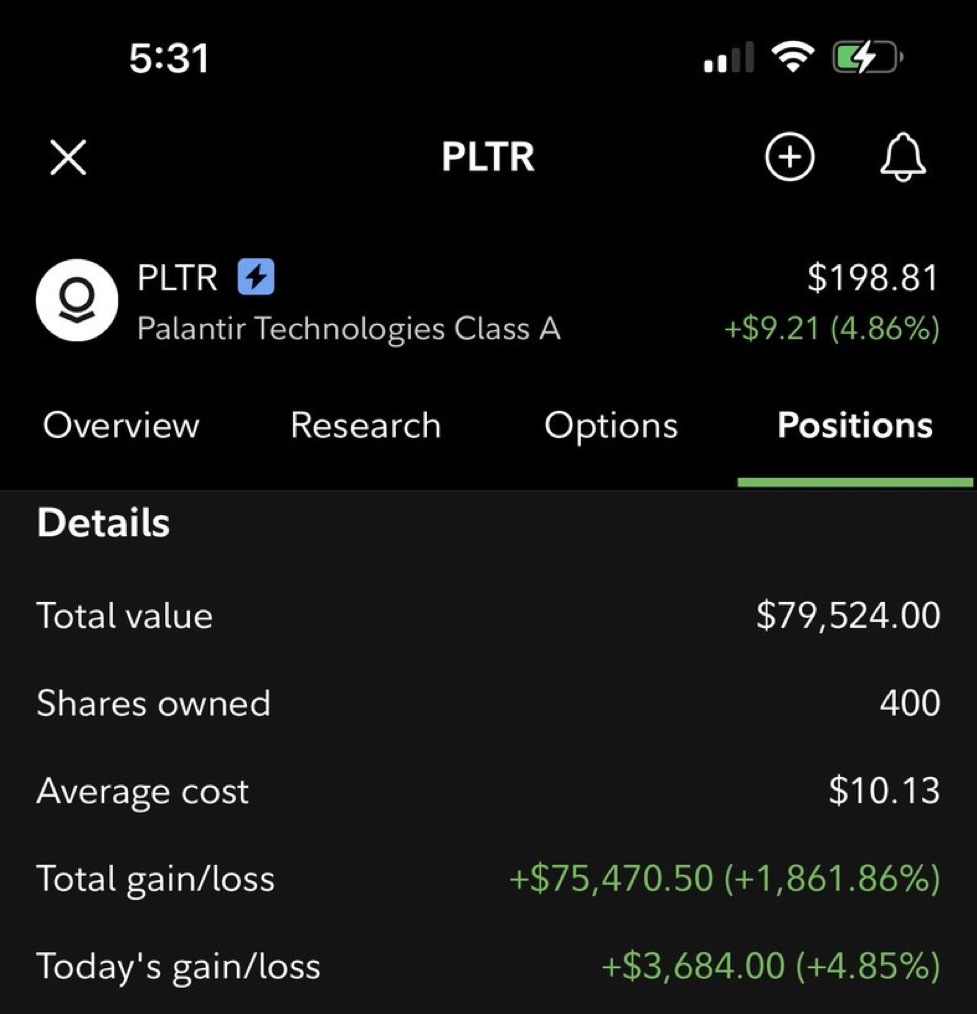 5:31
PLTR
PLTR $198.81
Palantir Technologies Class A +$9.21 (4.86%)
Overview Research Options Positions
Details
Total value $79,524.00
Shares owned 400
Average cost $10.13
Total gain/loss +$75,470.50 (+1,861.86%)
Today's gain/loss +$3,684.00 (+4.85%)